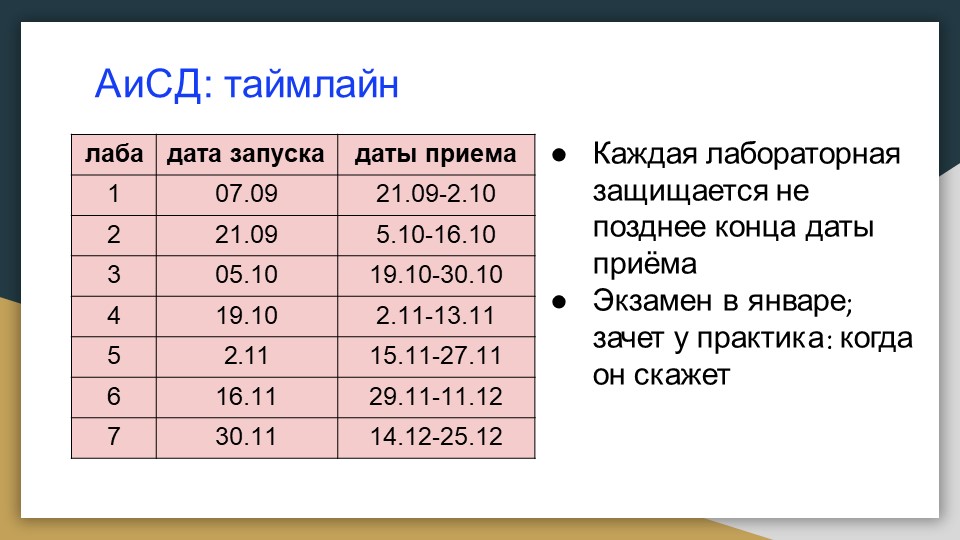 АиСД: таймлайн
лаба дата запуска даты приема
1 07.09 21.09-2.10
2 21.09 5.10-16.10
3 05.10 19.10-30.10
4 19.10 2.11-13.11
5 2.11 15.11-27.11
6 16.11 29.11-11.12
7 30.11 14.12-25.12
● Каждая лабораторная
защищается не
позднее конца даты
приёма
● Экзамен в январе;
зачет у практика: когда
он скажет